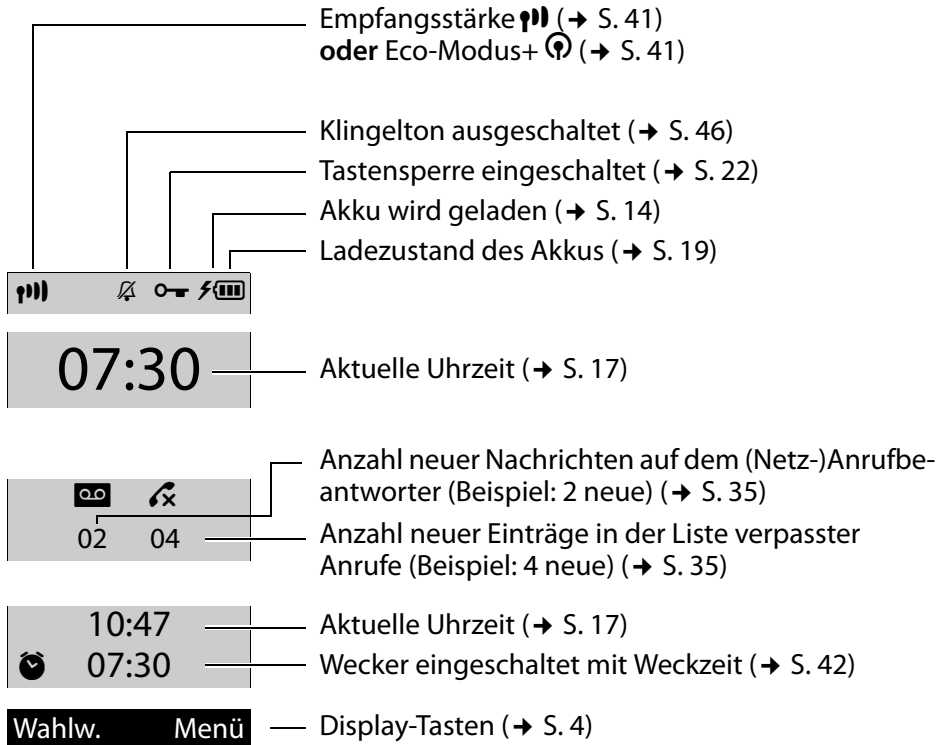 Empfangsstärke (➔ S. 41)
oder Eco-Modus+ (➔ S. 41)
Klingelton ausgeschaltet (➔ S. 46)
Tastensperre eingeschaltet (➔ S. 22)
Akku wird geladen (➔ S. 14)
Ladezustand des Akkus (➔ S. 19)
07:30
Aktuelle Uhrzeit (➔ S. 17)
Anzahl neuer Nachrichten auf dem (Netz-)Anrufbe-
antworter (Beispiel: 2 neue) (➔ S. 35)
02 04
Anzahl neuer Einträge in der Liste verpasster
Anrufe (Beispiel: 4 neue) (➔ S. 35)
10:47
Aktuelle Uhrzeit (➔ S. 17)
07:30
Wecker eingeschaltet mit Weckzeit (➔ S. 42)
Wahlw. Menü
Display-Tasten (➔ S. 4)